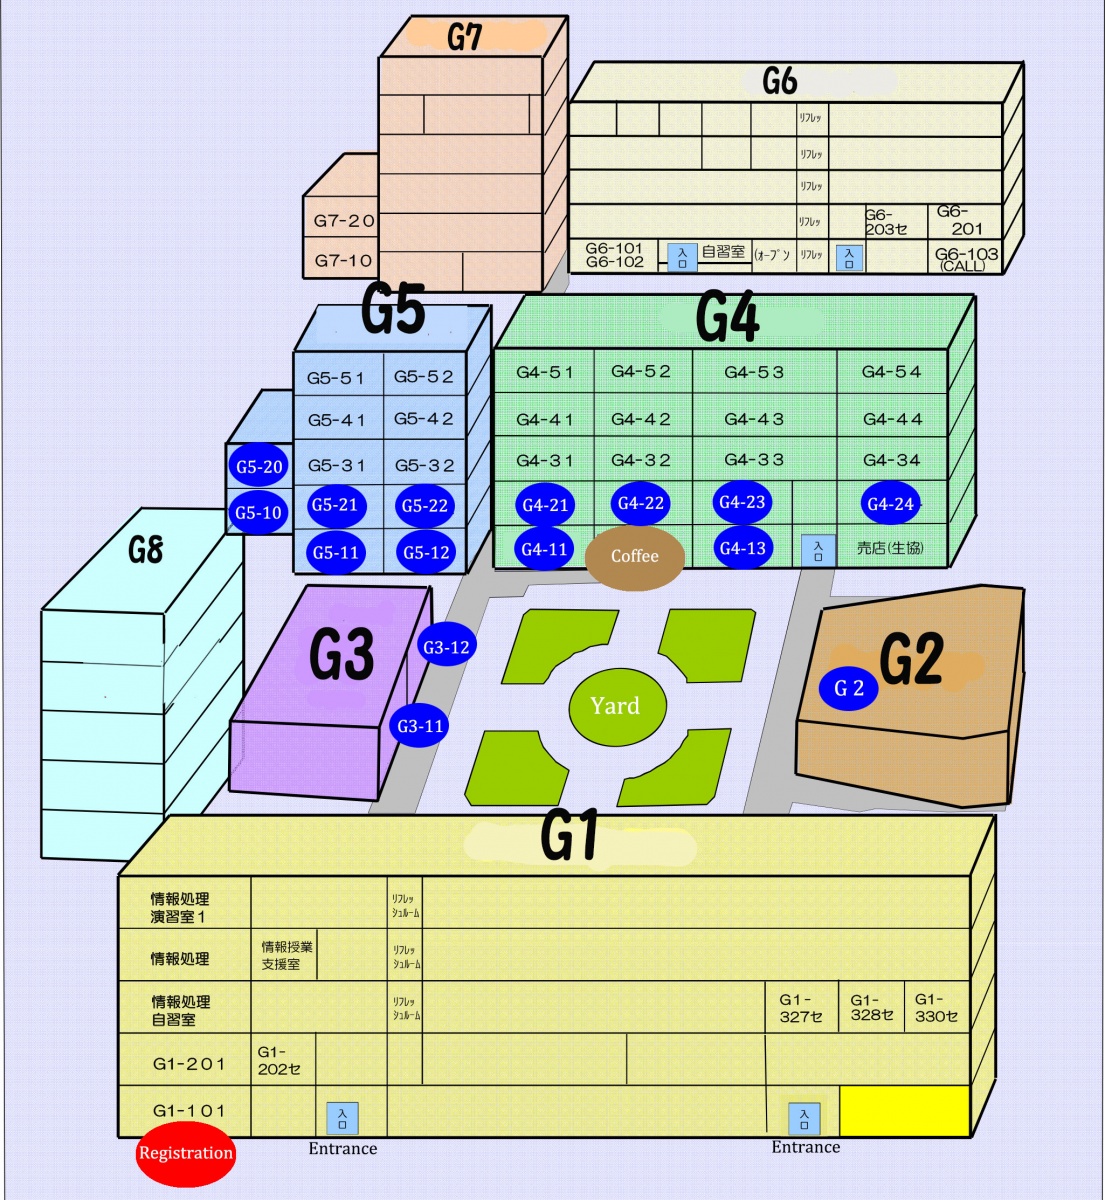 G7
G7-20
G7-10
G6
リフレッ
リフレッ
リフレッ
リフレッ
G6-
203セ
G6-
201
G6-101
G6-102
入
口
自習室
(オープン
リフレッ
入
口
G6-103
(CALL)
G5
G5-51
G5-52
G5-41
G5-42
G5-31
G5-32
G5-20
G5-21
G5-22
G5-10
G5-11
G5-12
G4
G4-51
G4-52
G4-53
G4-54
G4-41
G4-42
G4-43
G4-44
G4-31
G4-32
G4-33
G4-34
G4-21
G4-22
G4-23
G4-24
G4-11
Coffee
G4-13
入
口
売店(生協)
G8
G3
G3-12
G3-11
Yard
G2
G 2
G1
情報処理
演習室1
リフレッ
シュルーム
情報処理
情報授業
支援室
リフレッ
シュルーム
情報処理
自習室
リフレッ
シュルーム
G1-
327セ
G1-
328セ
G1-
330セ
G1-201
G1-
202セ
G1-101
入
口
入
口
Registration
Entrance
Entrance